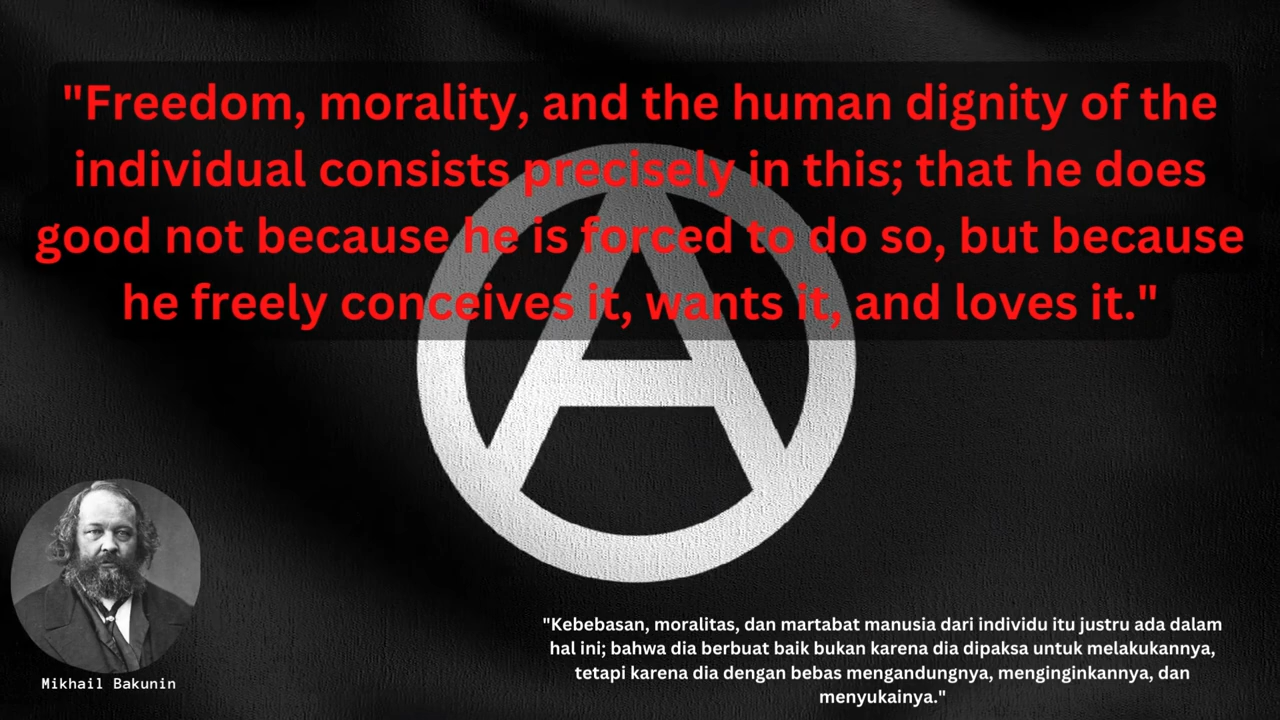 "Freedom, morality, and the human dignity of the
individual consists precisely in this; that he does
good not because he is forced to do so, but because
he freely conceives it, wants it, and loves it."
Mikhail Bakunin
"Kebebasan, moralitas, dan martabat manusia dari individu itu justru ada dalam
hal ini; bahwa dia berbuat baik bukan karena dia dipaksa untuk melakukannya,
tetapi karena dia dengan bebas mengandungnya, menginginkannya, dan
menyukainya."